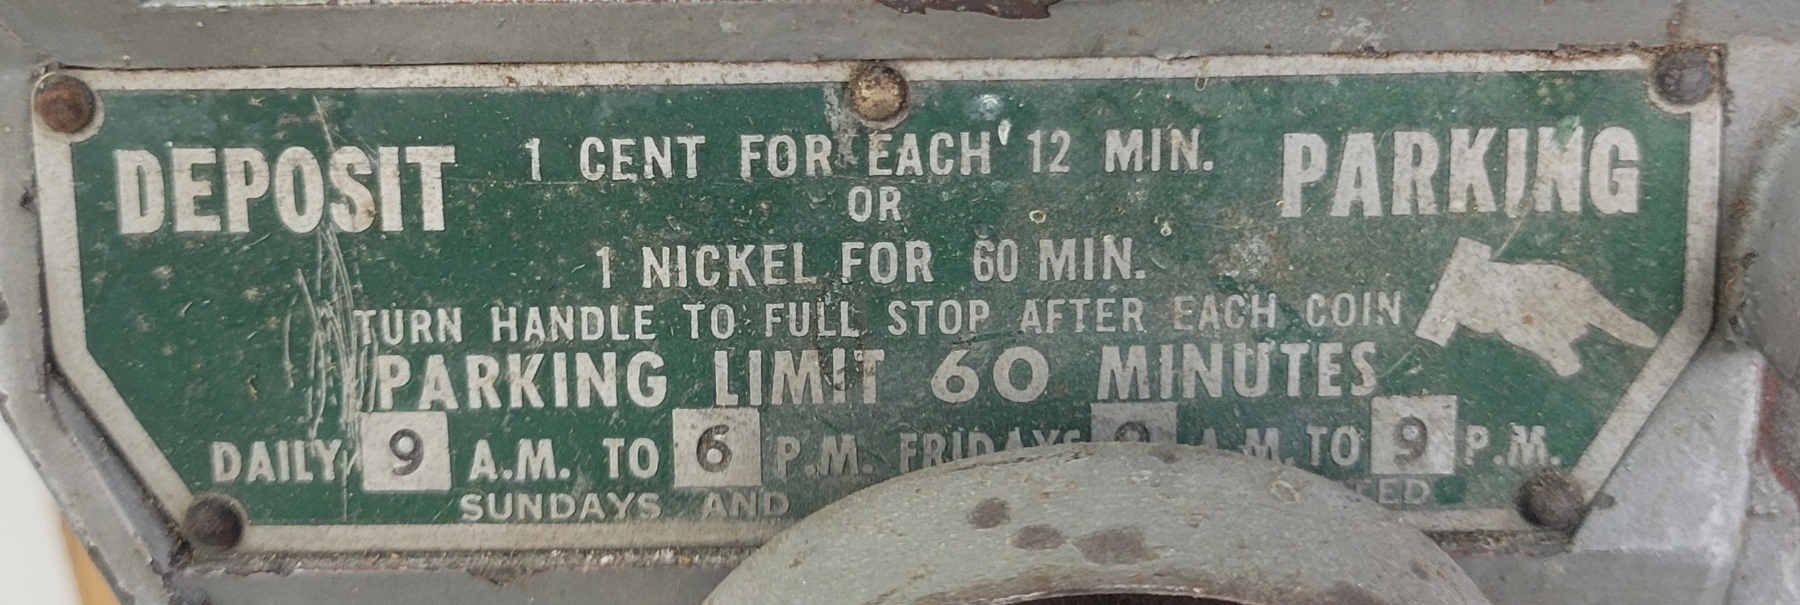 DEPOSIT 1 CENT FOR EACH 12 MIN. PARKING
OR
1 NICKEL FOR 60 MIN.
TURN HANDLE TO FULL STOP AFTER EACH COIN
PARKING LIMIT 60 MINUTES
DAILY 9 A.M. TO 6 P.M. FRIDAYS A.M. TO 9 P.M.
SUNDAYS AND